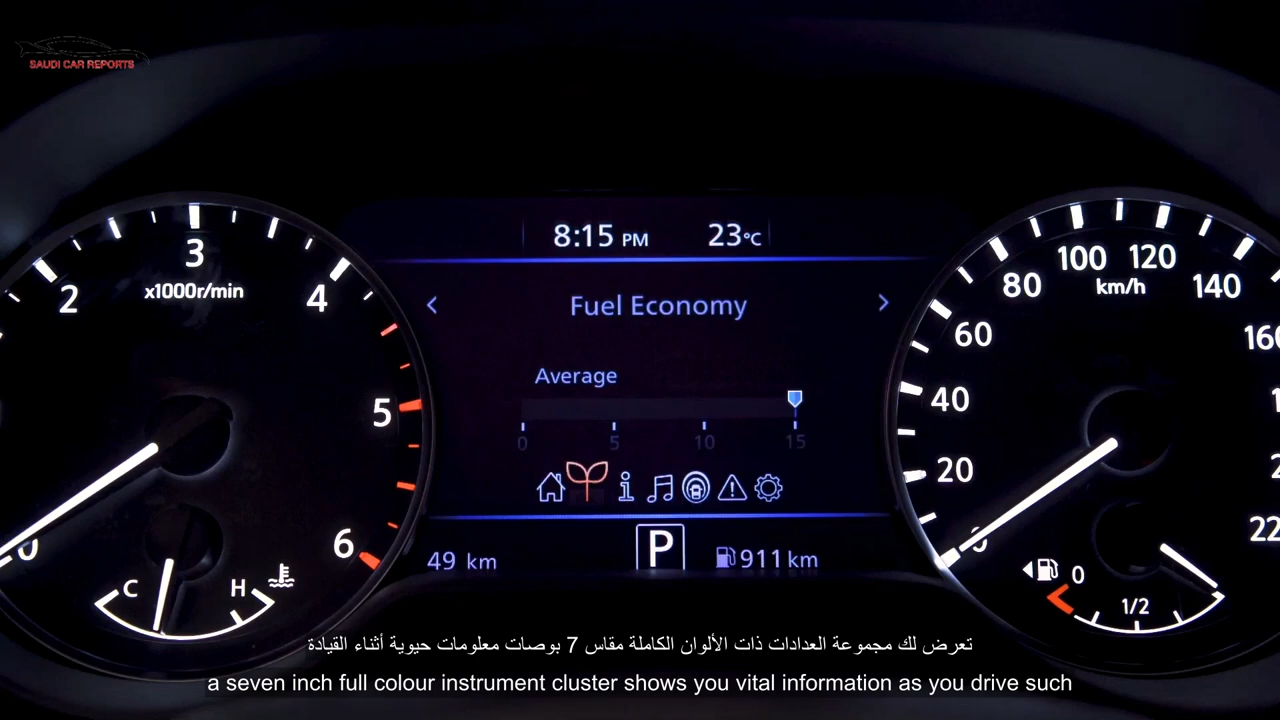 SAUDI CAR REPORTS
8:15 PM 23°C
Fuel Economy
Average
0 5 10 15
49 km P 911 km
0 2 3 4 5 6
x1000r/min
C H
0 20 40 60 80 100 120 140
km/h
0 1/2
تعرض لك مجموعة العدادات ذات الألوان الكاملة مقاس 7 بوصات معلومات حيوية أثناء القيادة
a seven inch full colour instrument cluster shows you vital information as you drive such